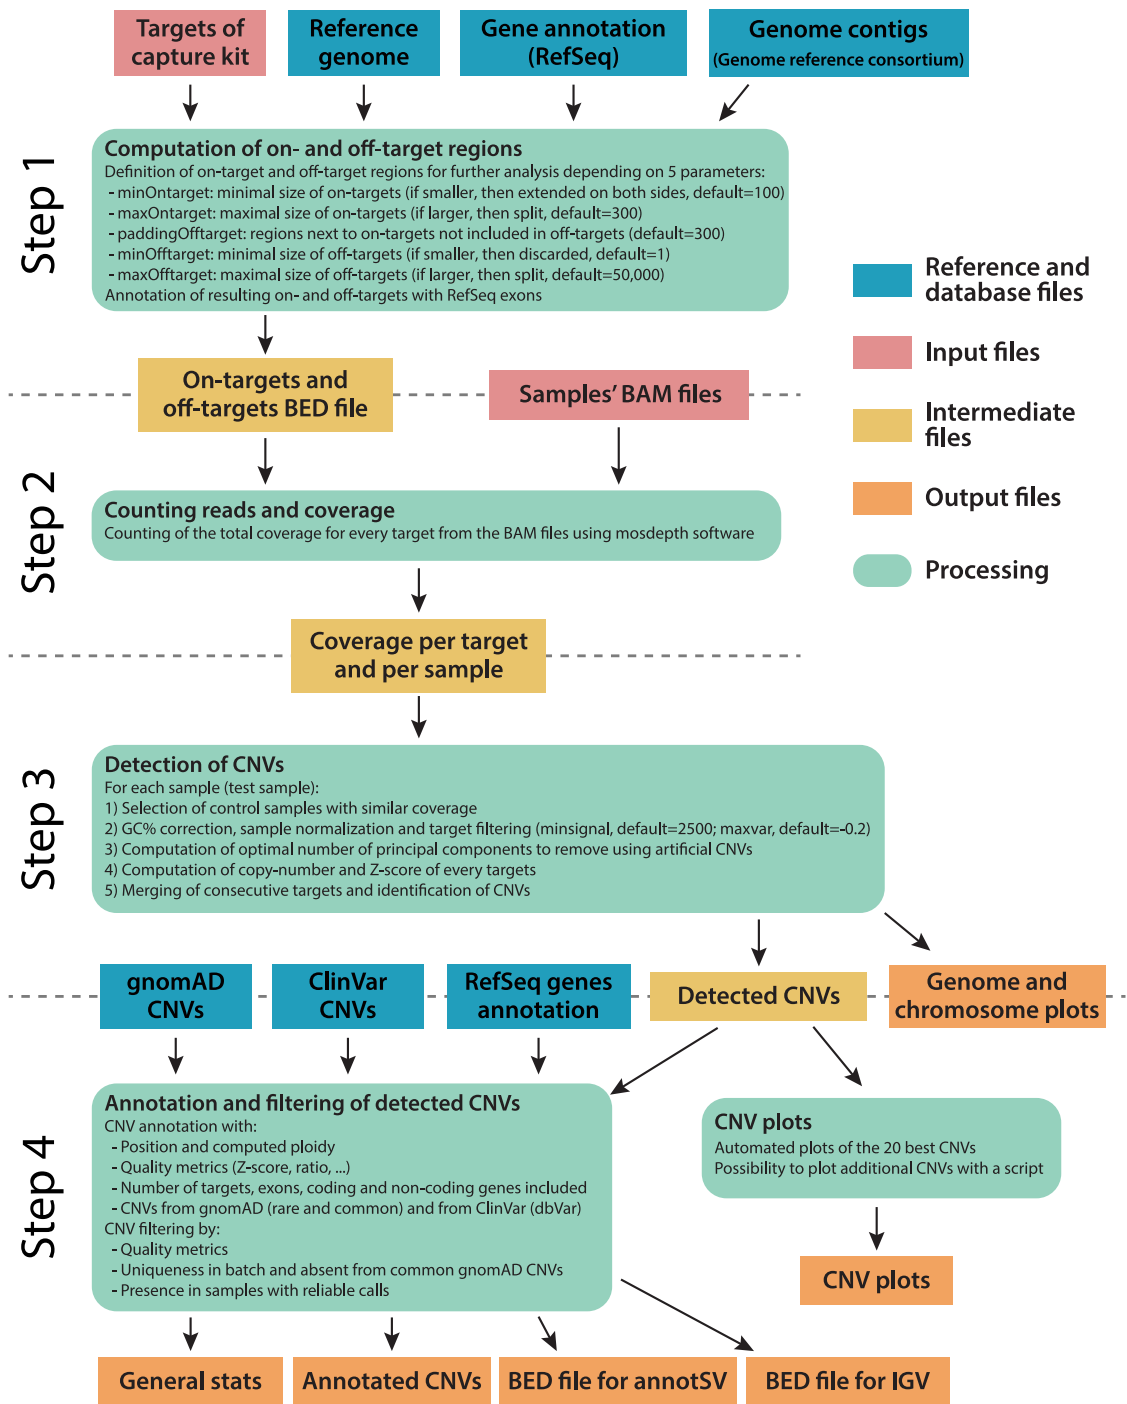 Targets of
capture kit
Reference
genome
Gene annotation
(RefSeq)
Genome contigs
(Genome reference consortium)
Step 1
Computation of on- and off-target regions
Definition of on-target and off-target regions for further analysis depending on 5 parameters:
- minOntarget: minimal size of on-targets (if smaller, then extended on both sides, default=100)
- maxOntarget: maximal size of on-targets (if larger, then split, default=300)
- paddingOfftarget: regions next to on-targets not included in off-targets (default=300)
- minOfftarget: minimal size of off-targets (if smaller, then discarded, default=1)
- maxOfftarget: maximal size of off-targets (if larger, then split, default=50,000)
Annotation of resulting on- and off-targets with RefSeq exons
Reference and
database files
Input files
Intermediate
files
Output files
Processing
On-targets and
off-targets BED file
Samples' BAM files
Step 2
Counting reads and coverage
Counting of the total coverage for every target from the BAM files using mosdepth software
Coverage per target
and per sample
Step 3
Detection of CNVs
For each sample (test sample):
1) Selection of control samples with similar coverage
2) GC% correction, sample normalization and target filtering (minsignal, default=2500; maxvar, default=-0.2)
3) Computation of optimal number of principal components to remove using artificial CNVs
4) Computation of copy-number and Z-score of every targets
5) Merging of consecutive targets and identification of CNVs
gnomAD
CNVs
ClinVar
CNVs
RefSeq genes
annotation
Detected CNVs
Genome and
chromosome plots
Step 4
Annotation and filtering of detected CNVs
CNV annotation with:
- Position and computed ploidy
- Quality metrics (Z-score, ratio, ...)
- Number of targets, exons, coding and non-coding genes included
- CNVs from gnomAD (rare and common) and from ClinVar (dbVar)
CNV filtering by:
- Quality metrics
- Uniqueness in batch and absent from common gnomAD CNVs
- Presence in samples with reliable calls
CNV plots
Automated plots of the 20 best CNVs
Possibility to plot additional CNVs with a script
CNV plots
General stats
Annotated CNVs
BED file for annotSV
BED file for IGV